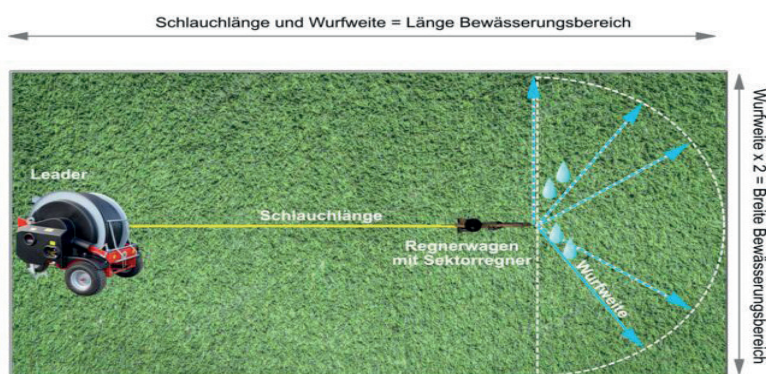 Schlauchlänge und Wurfweite = Länge Bewässerungsbereich
Leader
Schlauchlänge
Regnerwagen
mit Sektorregner
Wurfweite
Wurfweite x 2 = Breite Bewässerungsbereich